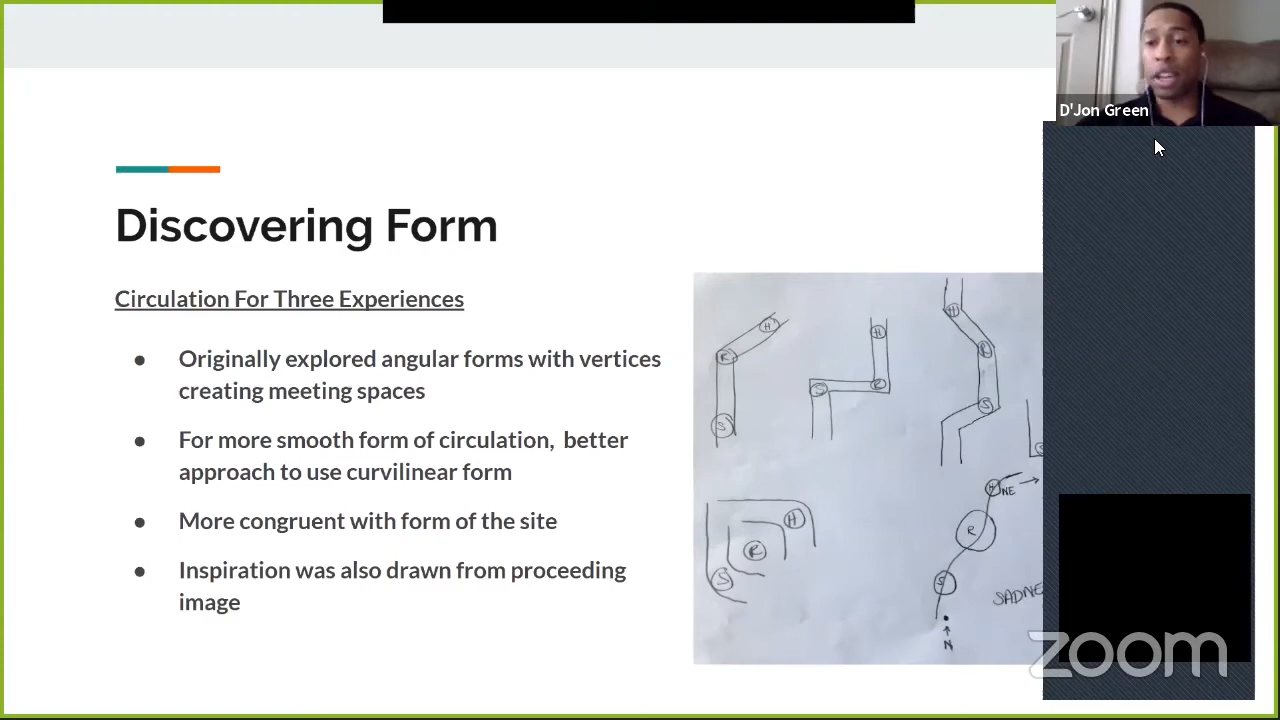 D'Jon Green
Discovering Form
Circulation For Three Experiences
● Originally explored angular forms with vertices
creating meeting spaces
● For more smooth form of circulation, better
approach to use curvilinear form
● More congruent with form of the site
● Inspiration was also drawn from proceeding
image
H
H
H
R
R
S
R
S
S
H
R
S
H NE
R
S
N
zoom